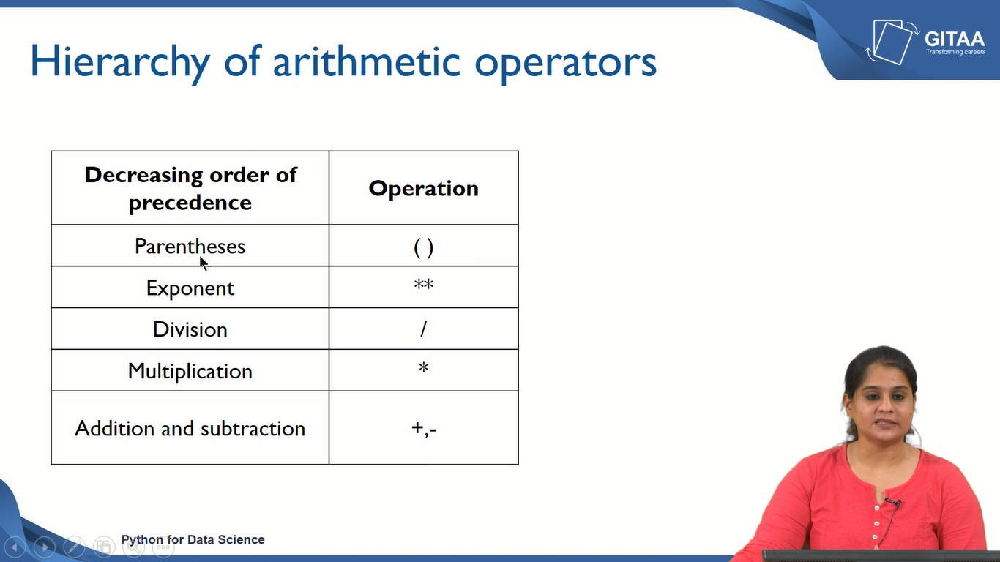 Hierarchy of arithmetic operators
GITAA
Transforming careers
Decreasing order of
precedence
Operation
Parentheses
( )
Exponent
**
Division
/
Multiplication
*
Addition and subtraction
+,-
Python for Data Science